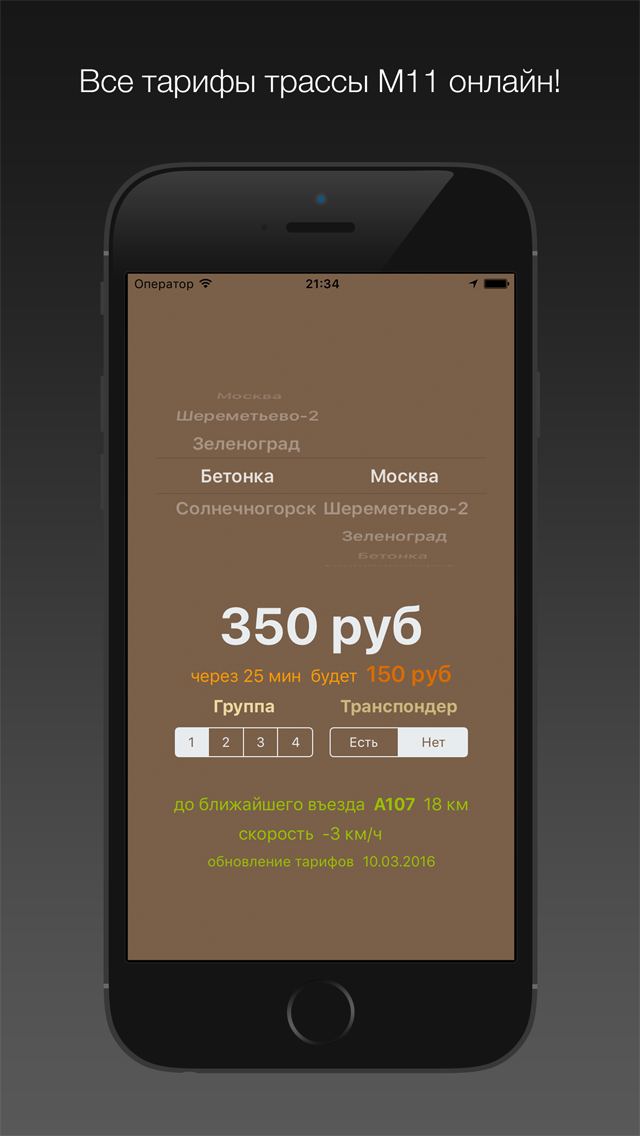 Все тарифы трассы М11 онлайн!
Оператор 21:34
Москва
Шереметьево-2
Зеленоград
Бетонка Москва
Солнечногорск Шереметьево-2
Зеленоград
Бетонка
350 руб
через 25 мин будет 150 руб
Группа Транспондер
1 2 3 4 Есть Нет
до ближайшего въезда А107 18 км
скорость -3 км/ч
обновление тарифов 10.03.2016